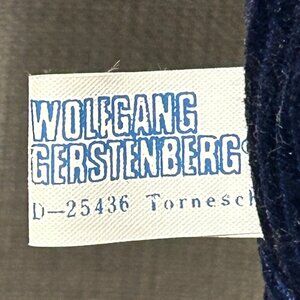 WOLFGANG
GERSTENBERG®
D-25436 Tornesch